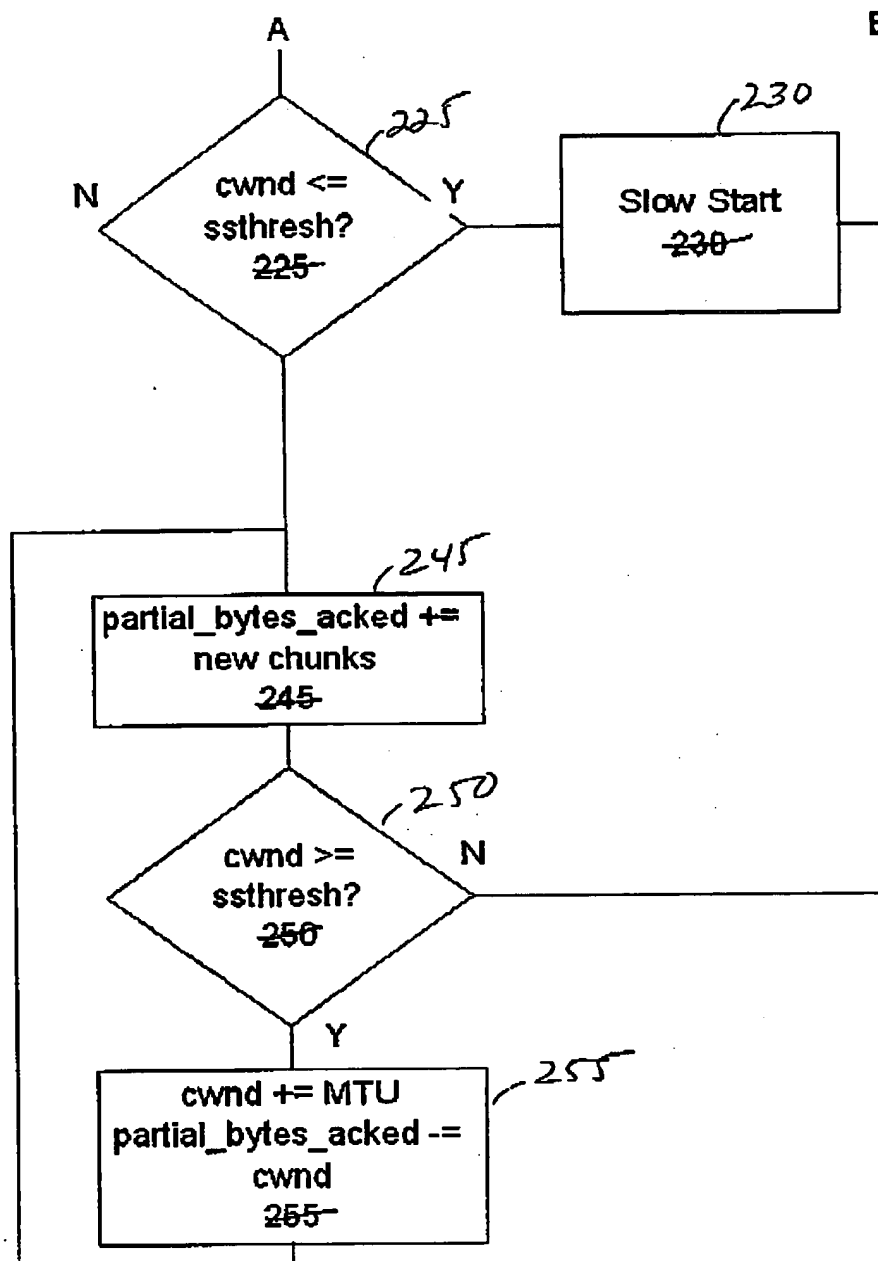 A
225
N
cwnd <=
ssthresh?
225
Y
230
Slow Start
230
245
partial_bytes_acked +=
new chunks
245
250
cwnd >=
ssthresh?
250
N
Y
255
cwnd += MTU
partial_bytes_acked -=
cwnd
255